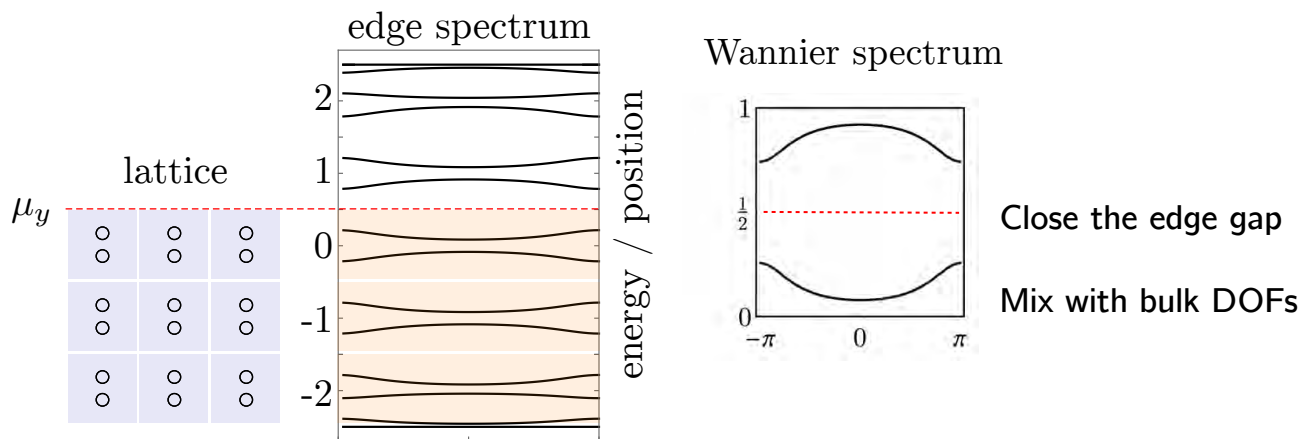 edge spectrum
Wannier spectrum
lattice
μ_y
2
1
0
-1
-2
energy / position
1
1/2
0
−π
0
π
Close the edge gap
Mix with bulk DOFs